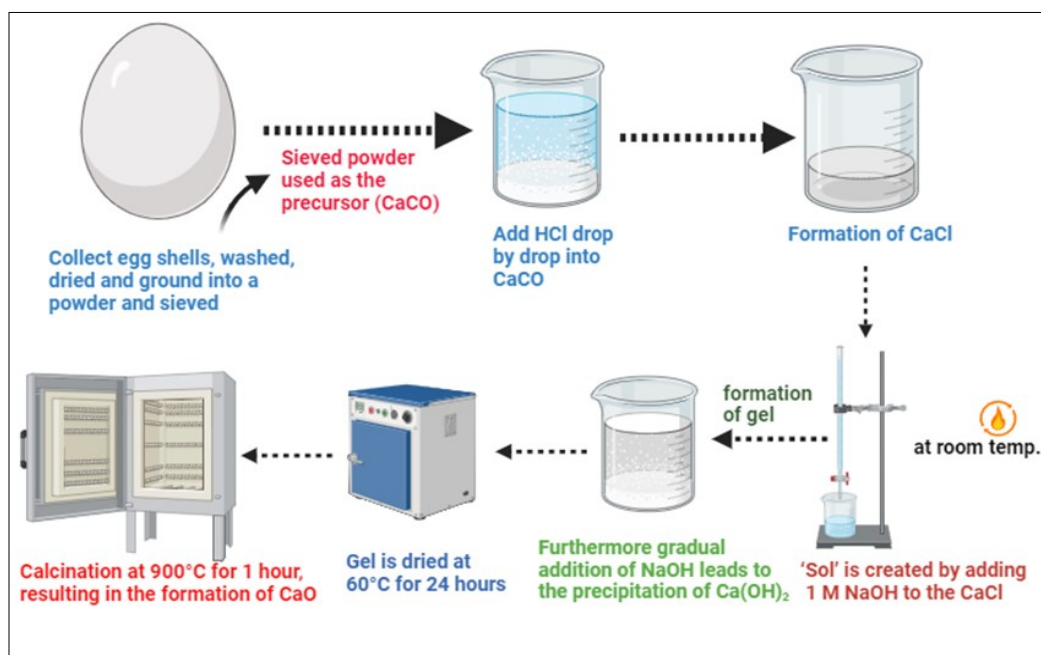 Sieved powder
used as the
precursor (CaCO)
Collect egg shells, washed,
dried and ground into a
powder and sieved
Add HCl drop
by drop into
CaCO
Formation of CaCl
at room temp.
‘Sol’ is created by adding
1 M NaOH to the CaCl
formation
of gel
Furthermore gradual
addition of NaOH leads to
the precipitation of Ca(OH)₂
Gel is dried at
60°C for 24 hours
Calcination at 900°C for 1 hour,
resulting in the formation of CaO